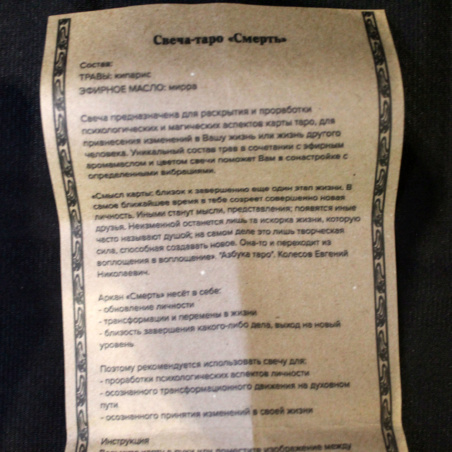 Свеча-таро «Смерть»
Состав:
ТРАВЫ: кипарис
ЭФИРНОЕ МАСЛО: мирра
Свеча предназначена для раскрытия и проработки
психологических и магических аспектов карты таро, для
привнесения изменений в Вашу жизнь или жизнь другого
человека. Уникальный состав трав в сочетании с эфирным
аромамаслом и цветом свечи поможет Вам в сонастройке с
определенными вибрациями.
«Смысл карты: близок к завершению еще один этап жизни. В
самое ближайшее время в тебе созреет совершенно новая
личность. Иными станут мысли, представления; появятся иные
друзья. Неизменной останется лишь та искорка жизни, которую
часто называют душой; на самом деле это лишь творческая
сила, способная создавать новое. Она-то и переходит из
воплощения в воплощение». "Азбука таро". Колесов Евгений
Николаевич.
Аркан «Смерть» несёт в себе:
- обновление личности
- трансформации и перемены в жизни
- близость завершения какого-либо дела, выход на новый
уровень
Поэтому рекомендуется использовать свечу для:
- проработки психологических аспектов личности
- осознанного трансформационного движения на духовном
пути
- осознанного принятия изменений в своей жизни
Инструкция
изображения между